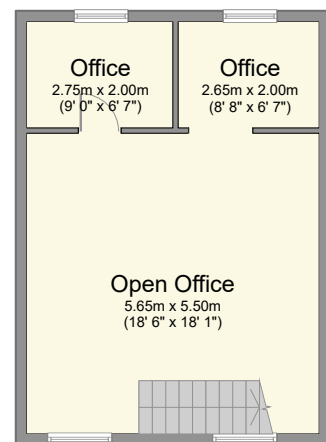 Office
2.75m x 2.00m
(9' 0" x 6' 7")
Office
2.65m x 2.00m
(8' 8" x 6' 7")
Open Office
5.65m x 5.50m
(18' 6" x 18' 1")